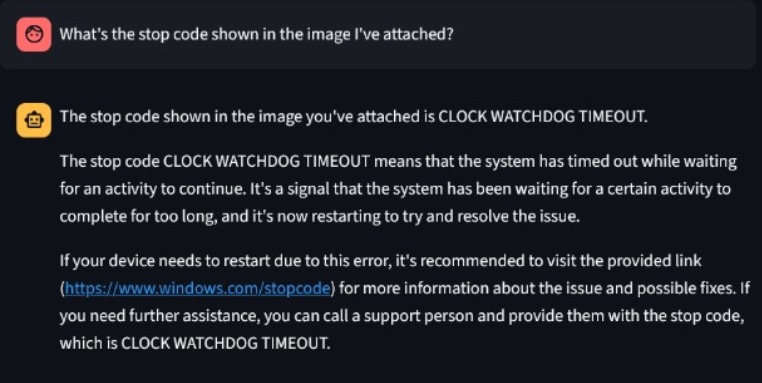 What's the stop code shown in the image I've attached?
The stop code shown in the image you've attached is CLOCK WATCHDOG TIMEOUT.
The stop code CLOCK WATCHDOG TIMEOUT means that the system has timed out while waiting
for an activity to continue. It's a signal that the system has been waiting for a certain activity to
complete for too long, and it's now restarting to try and resolve the issue.
If your device needs to restart due to this error, it's recommended to visit the provided link
(https://www.windows.com/stopcode) for more information about the issue and possible fixes. If
you need further assistance, you can call a support person and provide them with the stop code,
which is CLOCK WATCHDOG TIMEOUT.